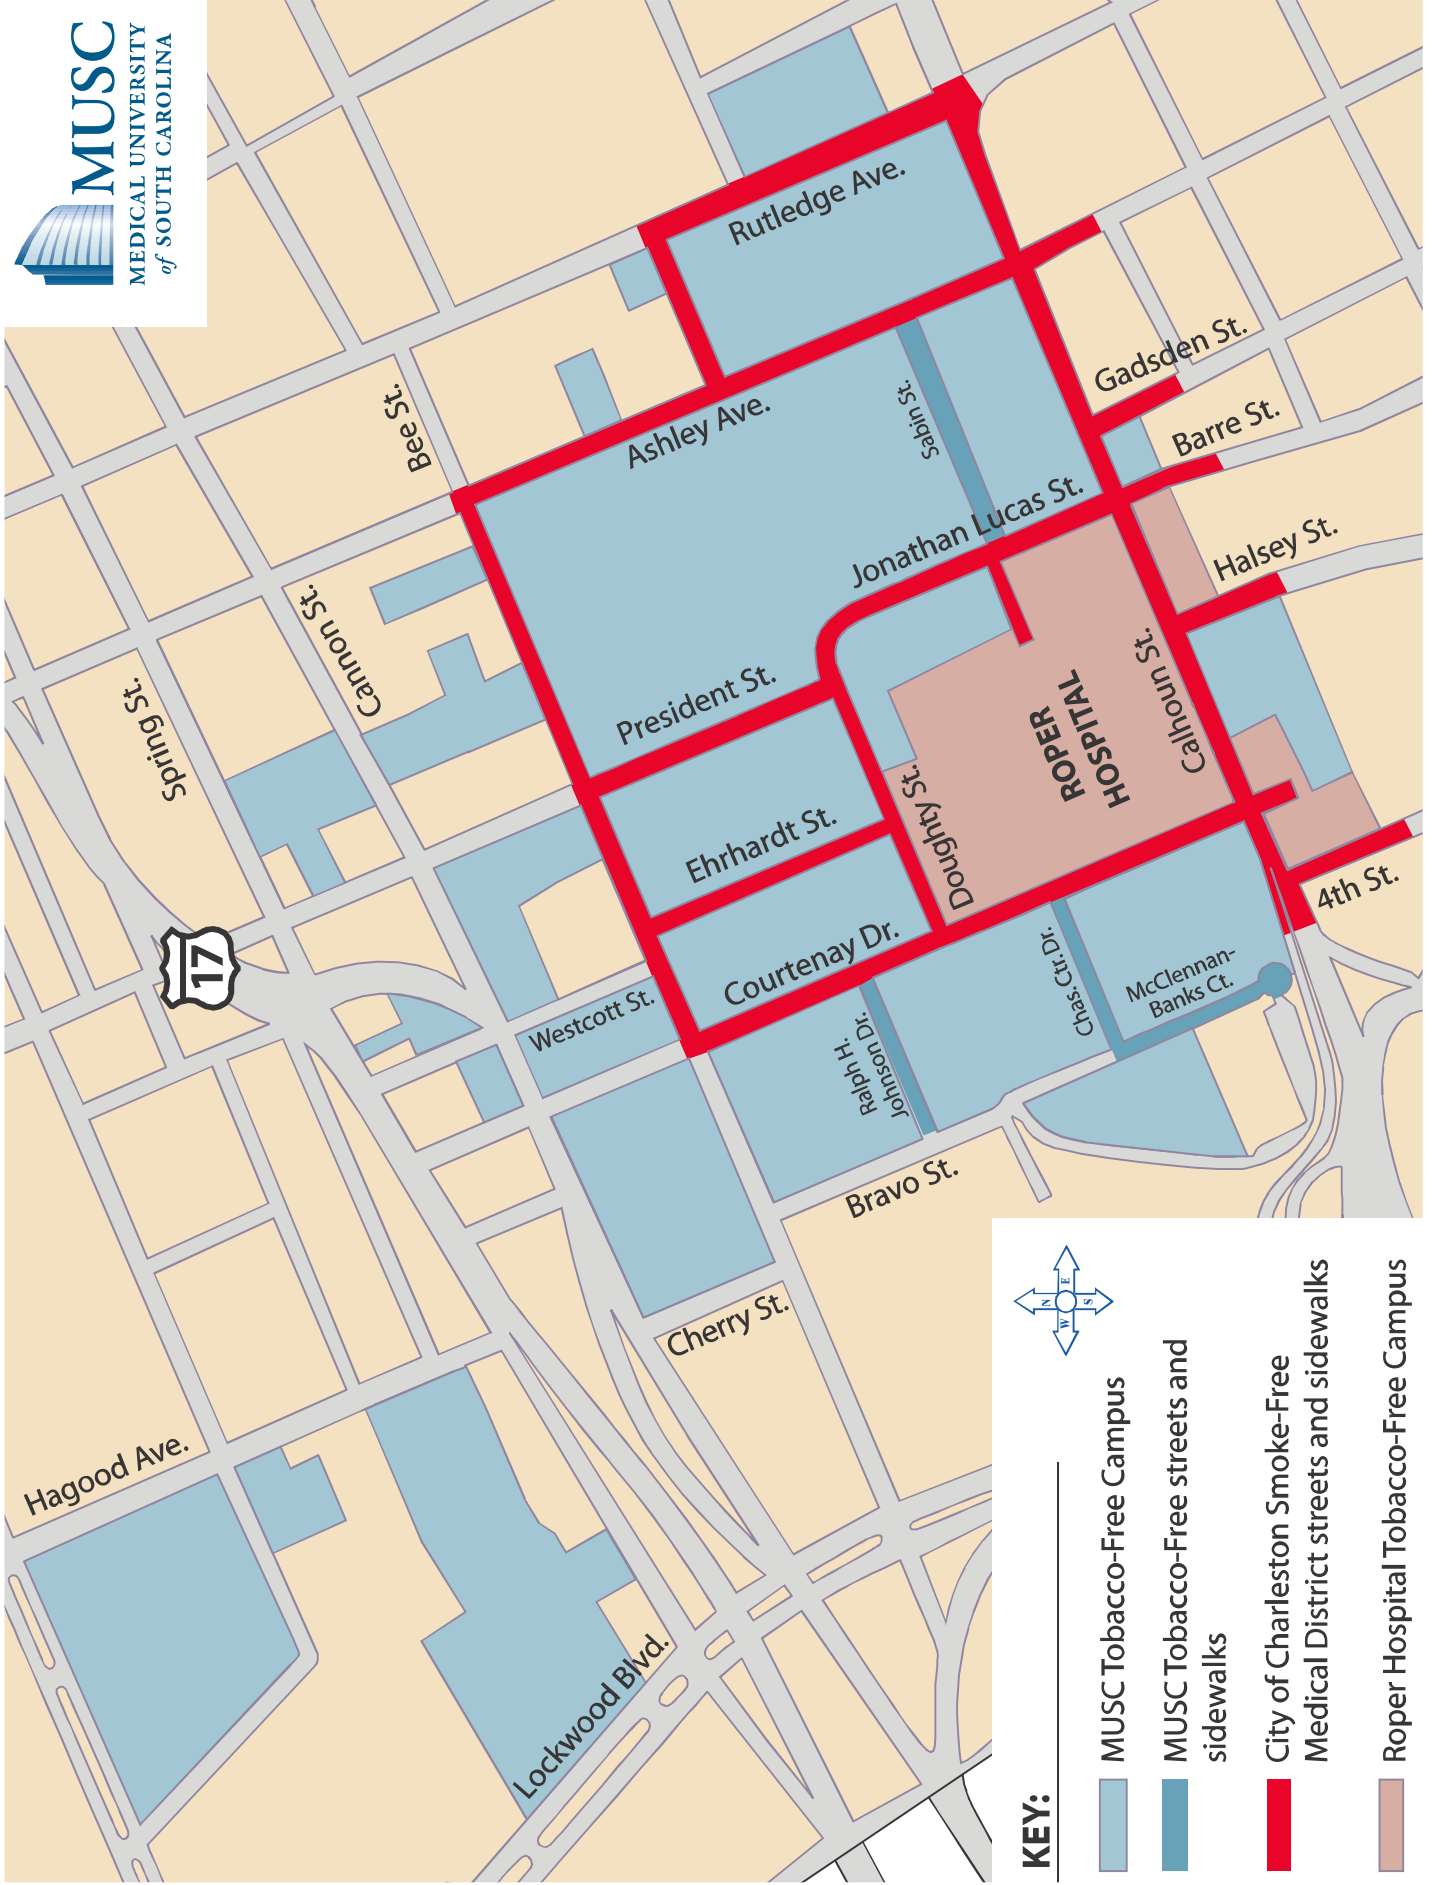 MUSC
MEDICAL UNIVERSITY
of SOUTH CAROLINA
Rutledge Ave.
Bee St.
Ashley Ave.
Sabin St.
Gadsden St.
Barre St.
Jonathan Lucas St.
Halsey St.
Cannon St.
Spring St.
President St.
Calhoun St.
ROPER
HOSPITAL
Doughty St.
Ehrhardt St.
4th St.
17
Courtenay Dr.
Westcott St.
Chas. Ctr. Dr.
McClennan-
Banks Ct.
Ralph H.
Johnson Dr.
Bravo St.
Cherry St.
Hagood Ave.
Lockwood Blvd.
N
E
S
W
KEY:
MUSC Tobacco-Free Campus
MUSC Tobacco-Free streets and
sidewalks
City of Charleston Smoke-Free
Medical District streets and sidewalks
Roper Hospital Tobacco-Free Campus